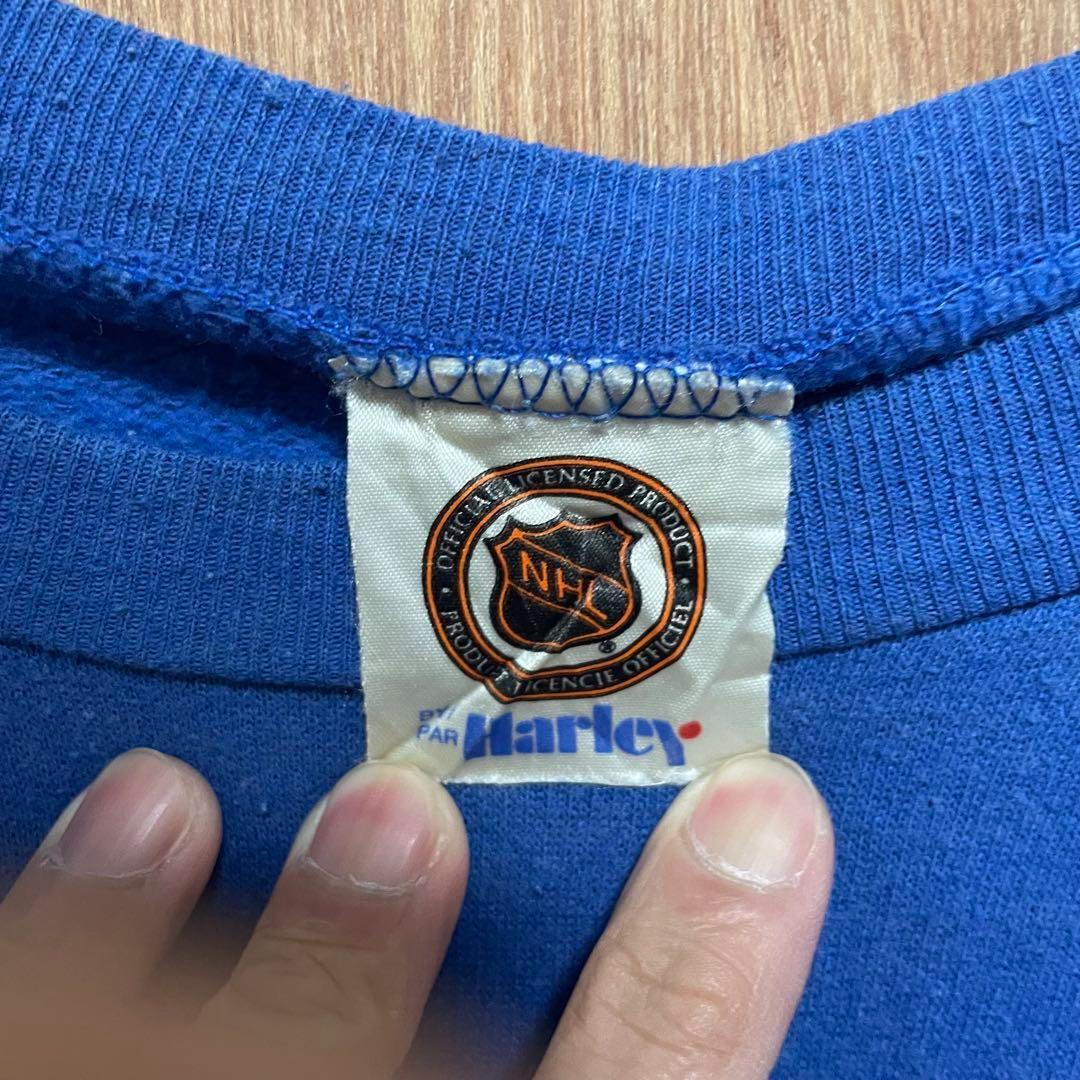 OFFICIAL LICENSED PRODUCT
NHL
®
PRODUIT LICENCIE OFFICIEL
BY/
PAR Harley